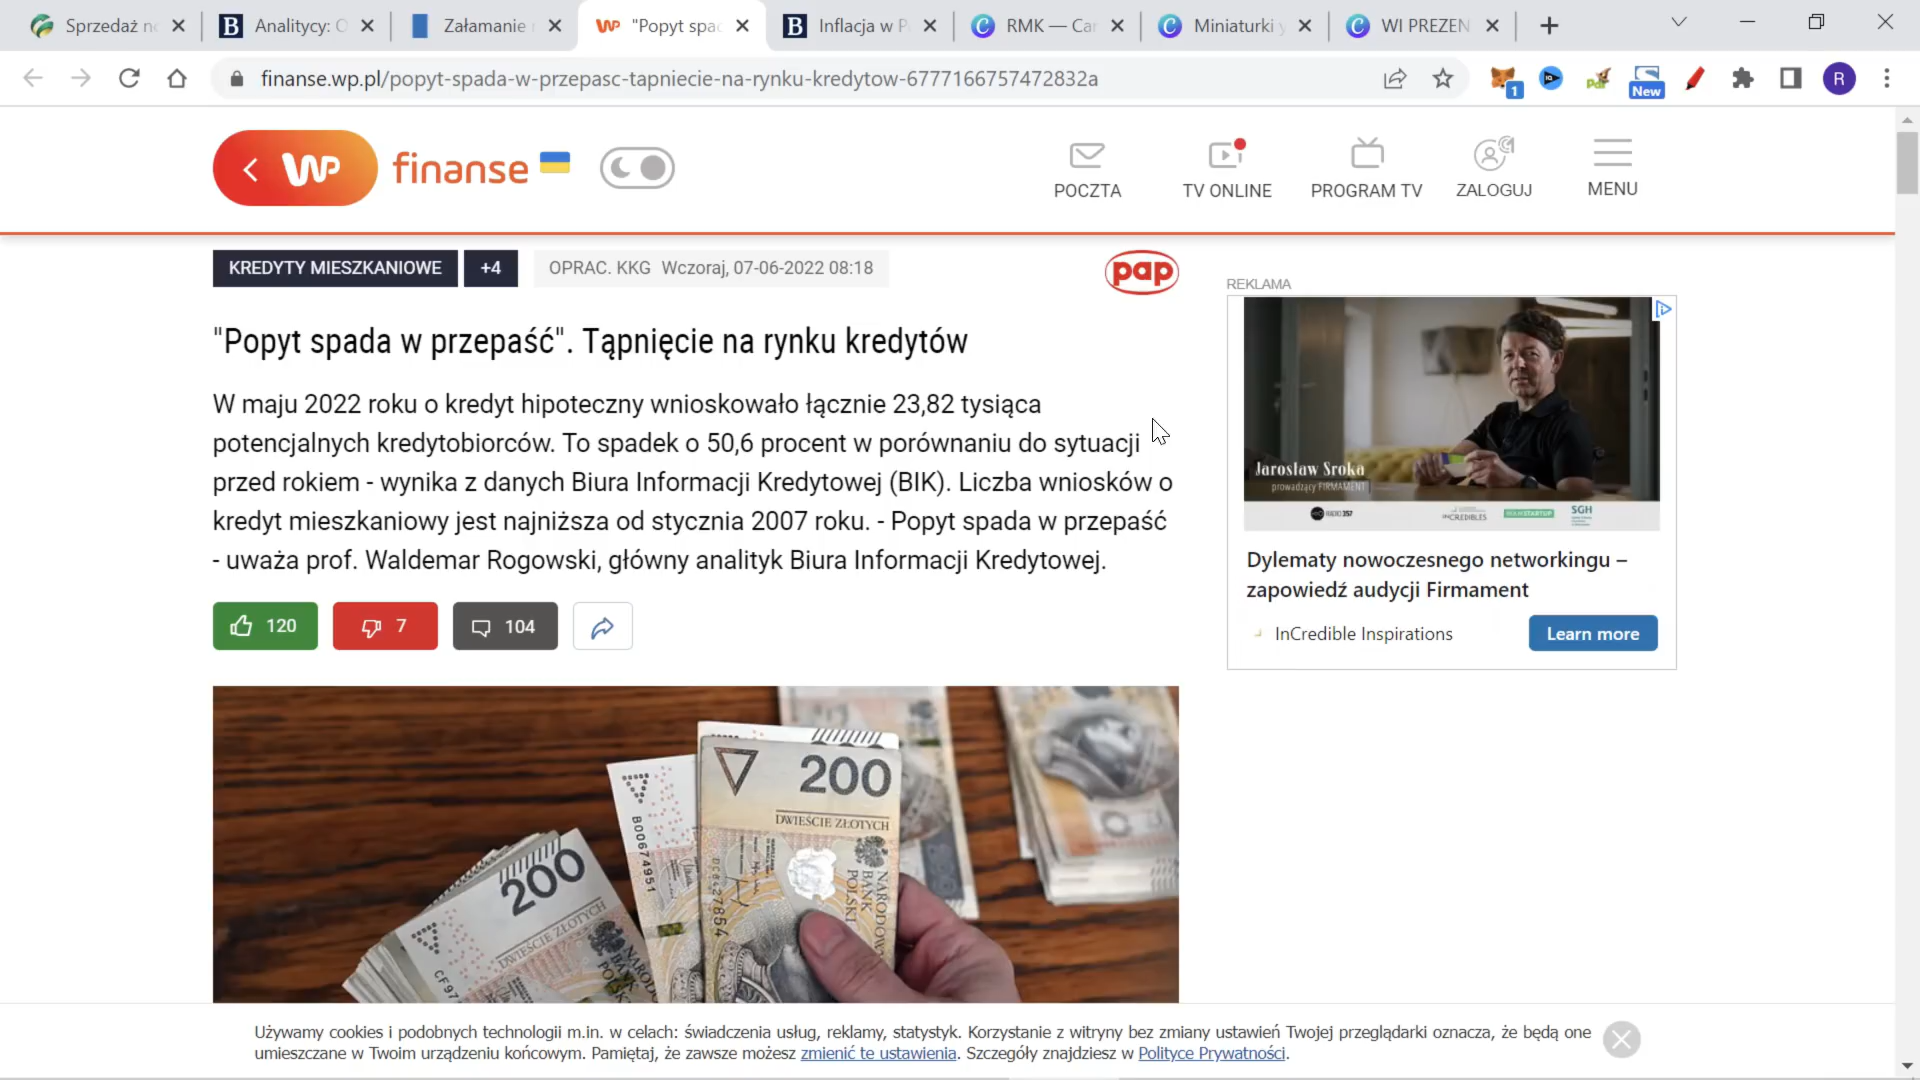 Sprzedaż n
Analitycy: O
Załamanie
"Popyt spad
Inflacja w P
RMK — Car
Miniaturki y
WI PREZEN
finanse.wp.pl/popyt-spada-w-przepasc-tapniecie-na-rynku-kredytow-6777166757472832a
1
New
R
WP finanse
POCZTA
TV ONLINE
PROGRAM TV
ZALOGUJ
MENU
KREDYTY MIESZKANIOWE
+4
OPRAC. KKG Wczoraj, 07-06-2022 08:18
pap
REKLAMA
"Popyt spada w przepaść". Tąpnięcie na rynku kredytów
W maju 2022 roku o kredyt hipoteczny wnioskowało łącznie 23,82 tysiąca
potencjalnych kredytobiorców. To spadek o 50,6 procent w porównaniu do sytuacji
przed rokiem - wynika z danych Biura Informacji Kredytowej (BIK). Liczba wniosków o
kredyt mieszkaniowy jest najniższa od stycznia 2007 roku. - Popyt spada w przepaść
- uważa prof. Waldemar Rogowski, główny analityk Biura Informacji Kredytowej.
120
7
104
Jarosław Sroka
prowadzący FIRMAMENT
INCREDIBLES
SGH
Dylematy nowoczesnego networkingu –
zapowiedź audycji Firmament
InCredible Inspirations
Learn more
200
DWIEŚCIE ZŁOTYCH
B00674951
NARODOWY
BANK
POLSKI
200
DWIEŚCIE ZŁOTYCH
Używamy cookies i podobnych technologii m.in. w celach: świadczenia usług, reklamy, statystyk. Korzystanie z witryny bez zmiany ustawień Twojej przeglądarki oznacza, że będą one
umieszczane w Twoim urządzeniu końcowym. Pamiętaj, że zawsze możesz zmienić te ustawienia. Szczegóły znajdziesz w Polityce Prywatności.